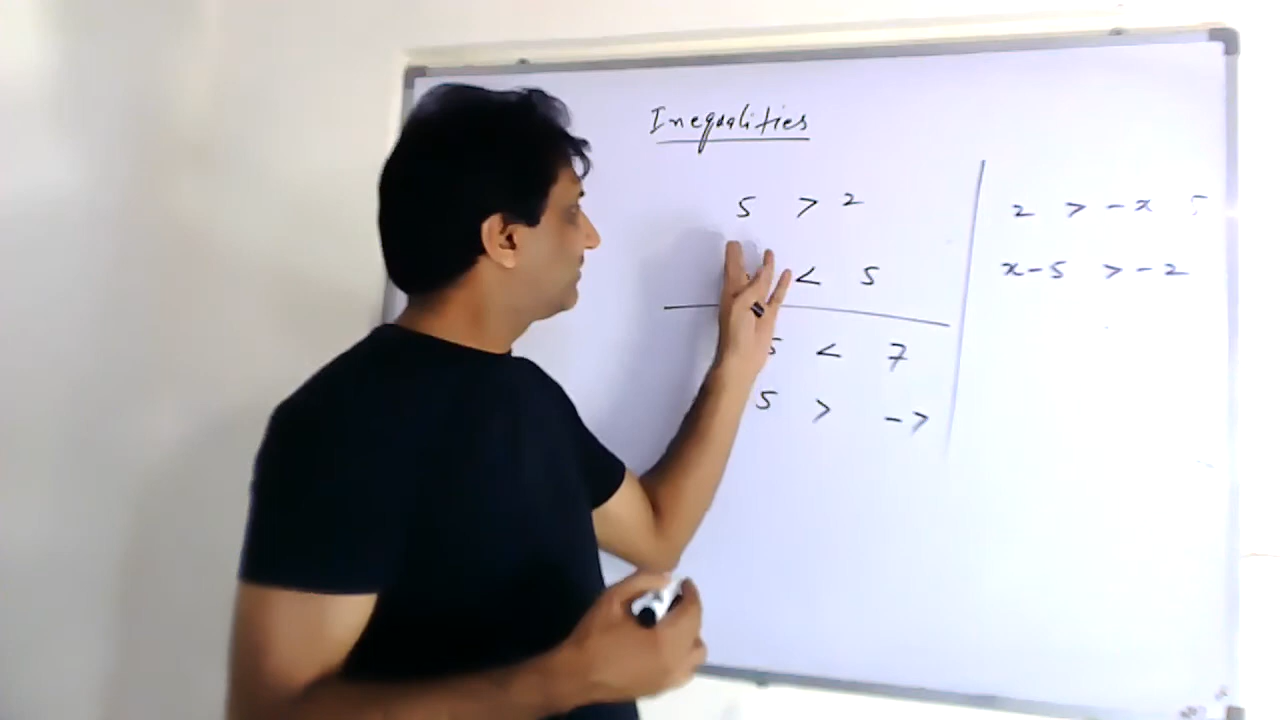 Inequalities
5 > 2
< 5
5 < 7
5 > -7
2 > -x
x-5 > -2